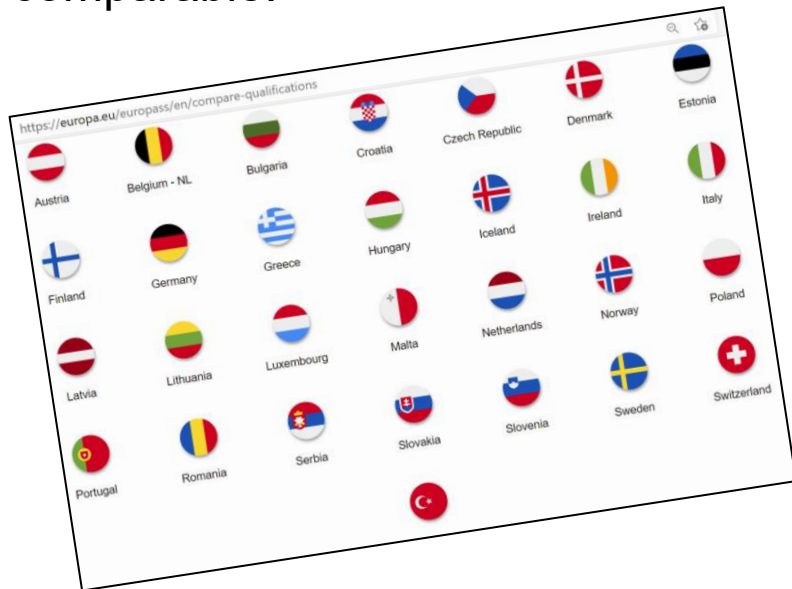 https://europa.eu/europass/en/compare-qualifications
Austria
Belgium - NL
Bulgaria
Croatia
Czech Republic
Denmark
Estonia
Finland
Germany
Greece
Hungary
Iceland
Ireland
Italy
Latvia
Lithuania
Luxembourg
Malta
Netherlands
Norway
Poland
Portugal
Romania
Serbia
Slovakia
Slovenia
Sweden
Switzerland